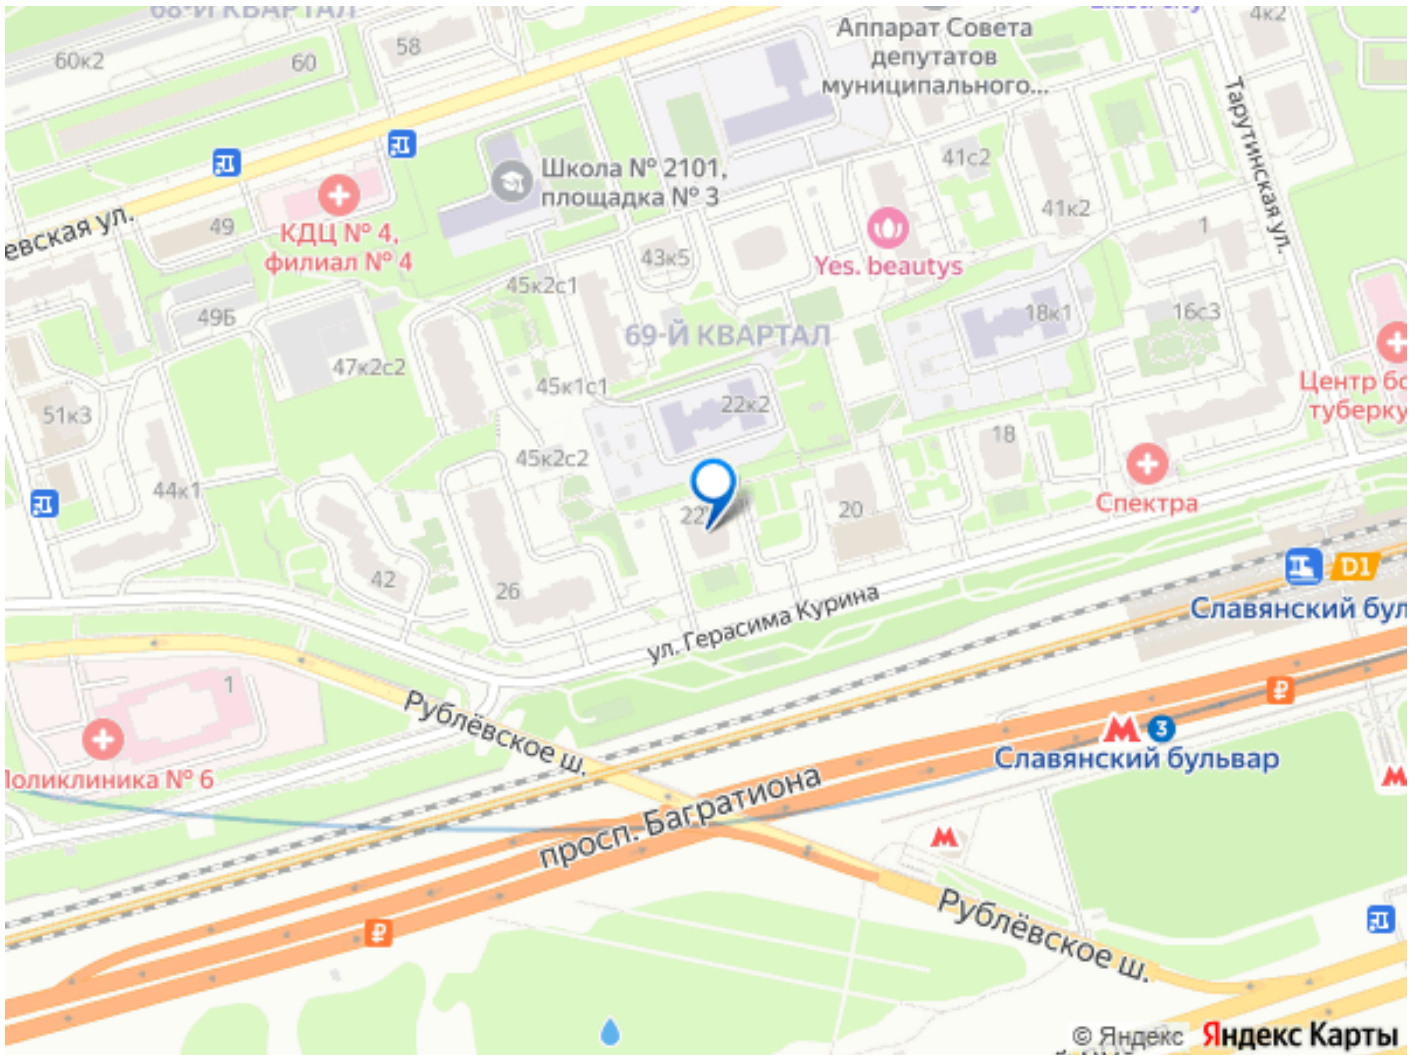 68-Й КВАРТАЛ
60к2
60
58
Аппарат Совета
депутатов
муниципального...
4к2
Тарутинская ул.
41с2
Школа № 2101,
площадка № 3
49
КДЦ № 4,
филиал № 4
евская ул.
41к2
1
Yes. beautys
43к5
45к2с1
49Б
69-Й КВАРТАЛ
18к1
16с3
47к2с2
45к1с1
22к2
Центр бо
туберку
51к3
18
45к2с2
44к1
Спектра
22
20
42
26
D1
Славянский бул
ул. Герасима Курина
1
Рублёвское ш.
3
Славянский бульвар
Поликлиника № 6
просп. Багратиона
Рублёвское ш.
© Яндекс Яндекс Карты